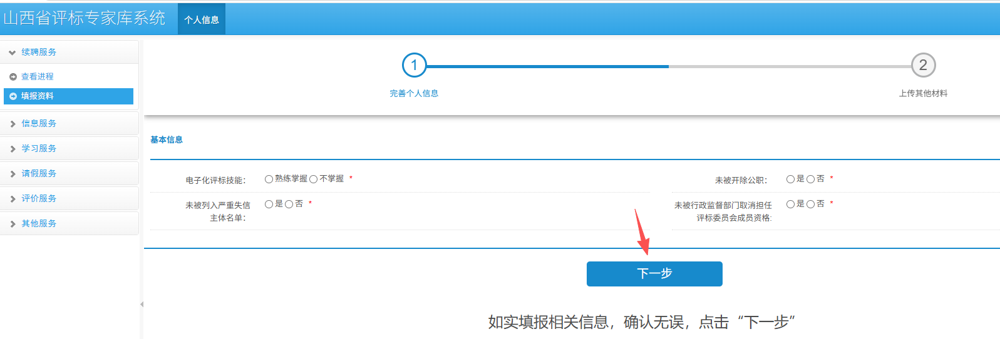 山西省评标专家库系统 个人信息
续聘服务
查看进程
填报资料
信息服务
学习服务
请假服务
评价服务
其他服务
1 2
完善个人信息 上传其他材料
基本信息
电子化评标技能： 熟练掌握 不掌握 * 未被开除公职： 是 否 *
未被列入严重失信 是 否 * 未被行政监督部门取消担任 是 否 *
主体名单： 评标委员会成员资格:
下一步
如实填报相关信息，确认无误，点击“下一步”